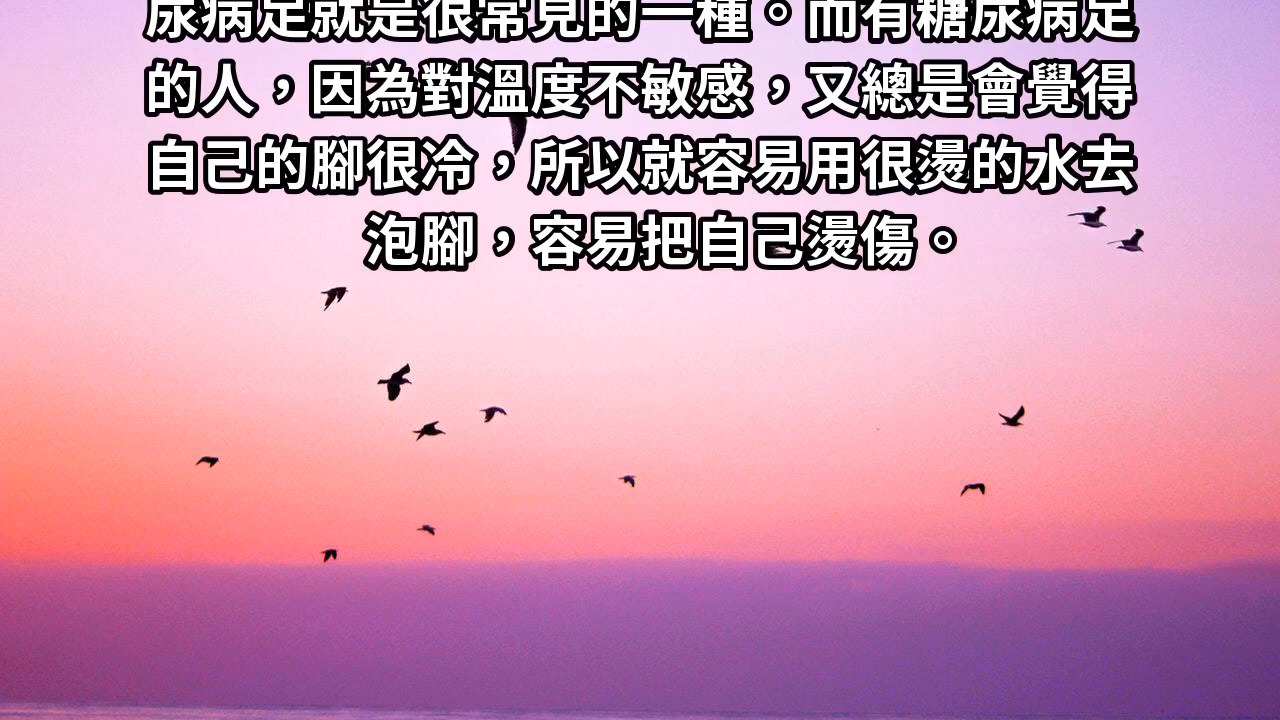 尿病足就是很常見的一種。而有糖尿病足
的人，因為對溫度不敏感，又總是會覺得
自己的腳很冷，所以就容易用很燙的水去
泡腳，容易把自己燙傷。